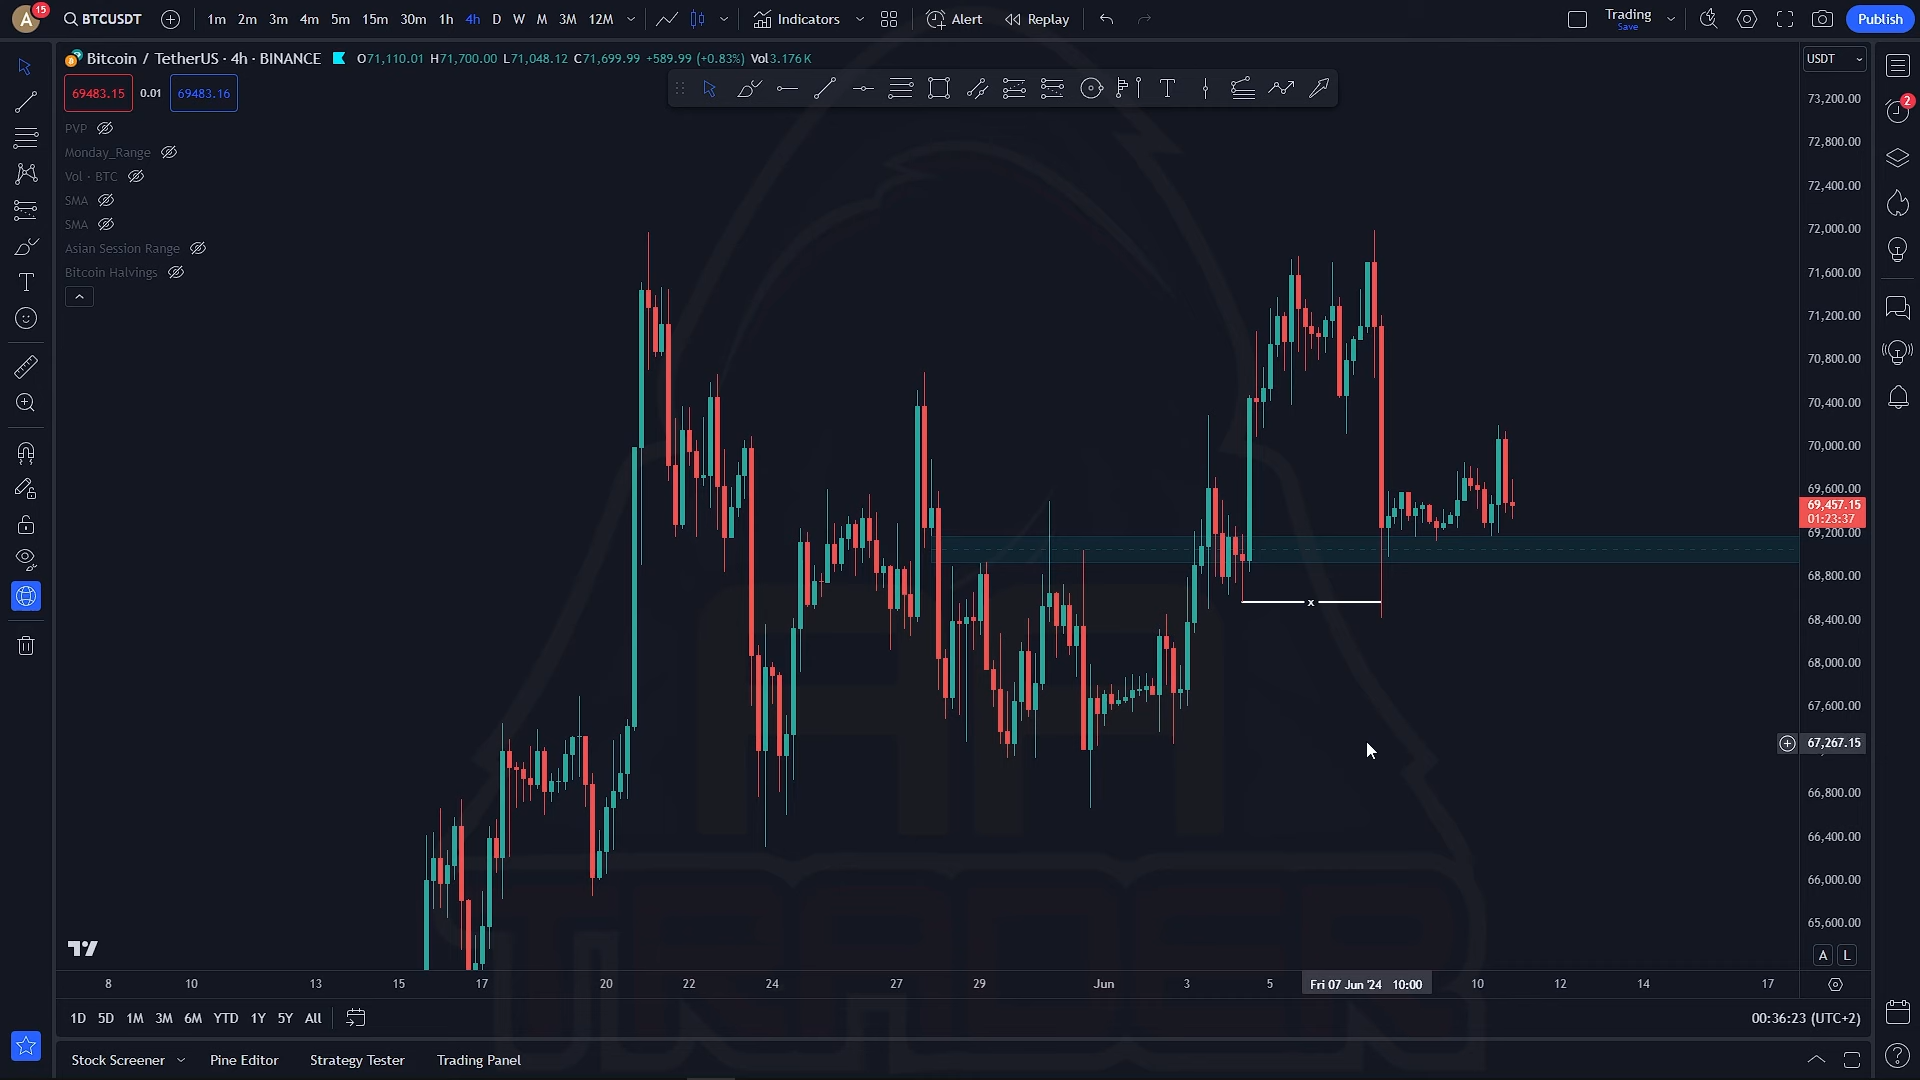 A 15 BTCUSDT 1m 2m 3m 4m 5m 15m 30m 1h 4h D W M 3M 12M Indicators Alert Replay Trading Publish
Save
Bitcoin / TetherUS · 4h · BINANCE O71,110.01 H71,700.00 L71,048.12 C71,699.99 +589.99 (+0.83%) Vol3.176 K
USDT
69483.15 0.01 69483.16
PVP
Monday_Range
Vol · BTC
SMA
SMA
Asian Session Range
Bitcoin Halvings
2
73,200.00
72,800.00
72,400.00
72,000.00
71,600.00
71,200.00
70,800.00
70,400.00
70,000.00
69,600.00
69,457.15
01:23:37
69,200.00
68,800.00
68,400.00
68,000.00
67,600.00
67,267.15
66,800.00
66,400.00
66,000.00
65,600.00
x
TRADER
A L
8 10 13 15 17 20 22 24 27 29 Jun 3 5 Fri 07 Jun '24 10:00 10 12 14 17
1D 5D 1M 3M 6M YTD 1Y 5Y All 00:36:23 (UTC+2)
Stock Screener Pine Editor Strategy Tester Trading Panel